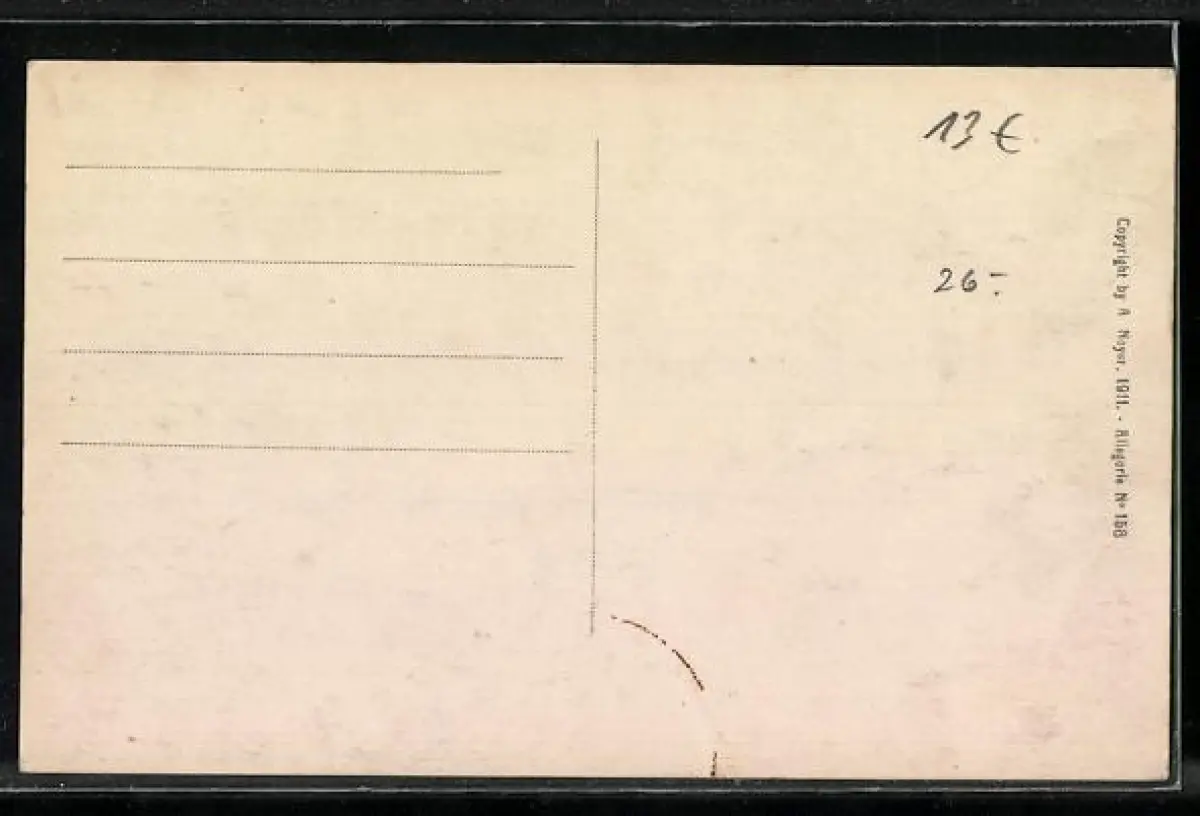 13 €
26.-
Copyright by A. Noyer, 1911. - Allegorie No 158